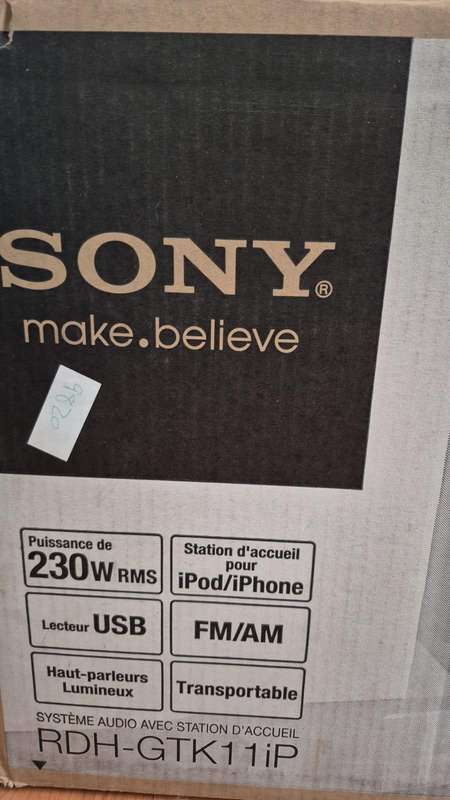 SONY®
make.believe
9820
Puissance de
230W RMS
Station d'accueil
pour
iPod/iPhone
Lecteur USB
FM/AM
Haut-parleurs
Lumineux
Transportable
SYSTÈME AUDIO AVEC STATION D'ACCUEIL
RDH-GTK11iP